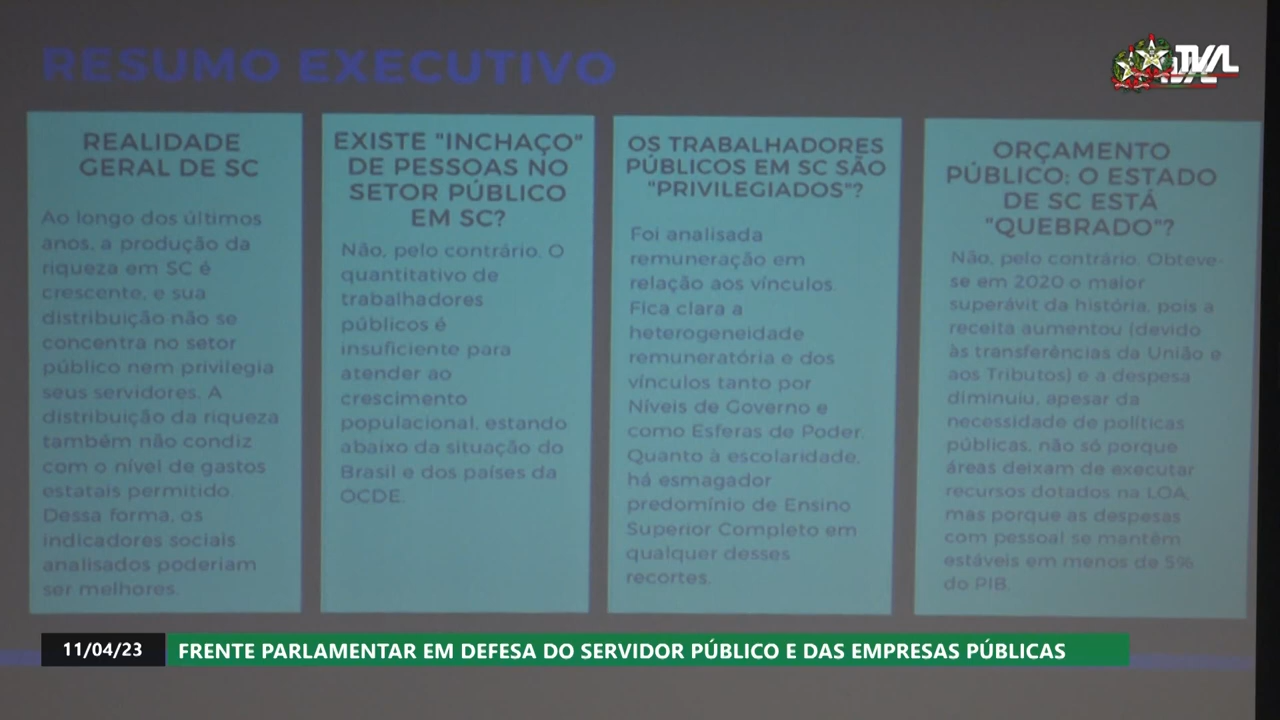 RESUMO EXECUTIVO
TVAL
REALIDADE
GERAL DE SC
Ao longo dos últimos
anos, a produção da
riqueza em SC é
crescente, e sua
distribuição não se
concentra no setor
público nem privilegia
seus servidores. A
distribuição da riqueza
também não condiz
com o nível de gastos
estatais permitido.
Dessa forma, os
indicadores sociais
analisados poderiam
ser melhores.
EXISTE "INCHAÇO"
DE PESSOAS NO
SETOR PÚBLICO
EM SC?
Não, pelo contrário. O
quantitativo de
trabalhadores
públicos é
insuficiente para
atender ao
crescimento
populacional, estando
abaixo da situação do
Brasil e dos países da
OCDE.
OS TRABALHADORES
PÚBLICOS EM SC SÃO
"PRIVILEGIADOS"?
Foi analisada
remuneração em
relação aos vínculos.
Fica clara a
heterogeneidade
remuneratória e dos
vínculos tanto por
Níveis de Governo e
como Esferas de Poder.
Quanto à escolaridade,
há esmagador
predomínio de Ensino
Superior Completo em
qualquer desses
recortes.
ORÇAMENTO
PÚBLICO: O ESTADO
DE SC ESTÁ
"QUEBRADO"?
Não, pelo contrário. Obteve-
se em 2020 o maior
superávit da história, pois a
receita aumentou (devido
às transferências da União e
aos Tributos) e a despesa
diminuiu, apesar da
necessidade de políticas
públicas, não só porque
áreas deixam de executar
recursos dotados na LOA,
mas porque as despesas
com pessoal se mantêm
estáveis em menos de 5%
do PIB.
11/04/23
FRENTE PARLAMENTAR EM DEFESA DO SERVIDOR PÚBLICO E DAS EMPRESAS PÚBLICAS